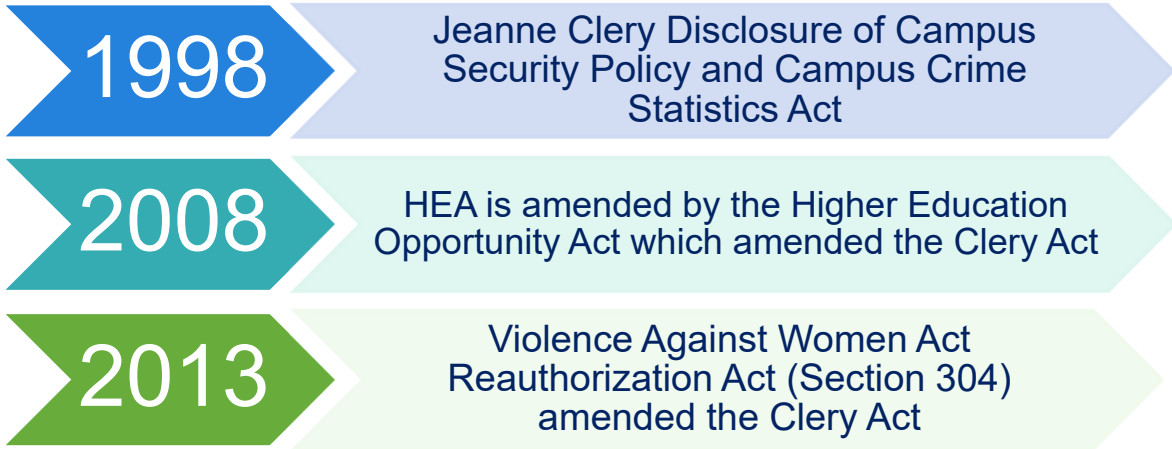 1998
Jeanne Clery Disclosure of Campus
Security Policy and Campus Crime
Statistics Act
2008
HEA is amended by the Higher Education
Opportunity Act which amended the Clery Act
2013
Violence Against Women Act
Reauthorization Act (Section 304)
amended the Clery Act